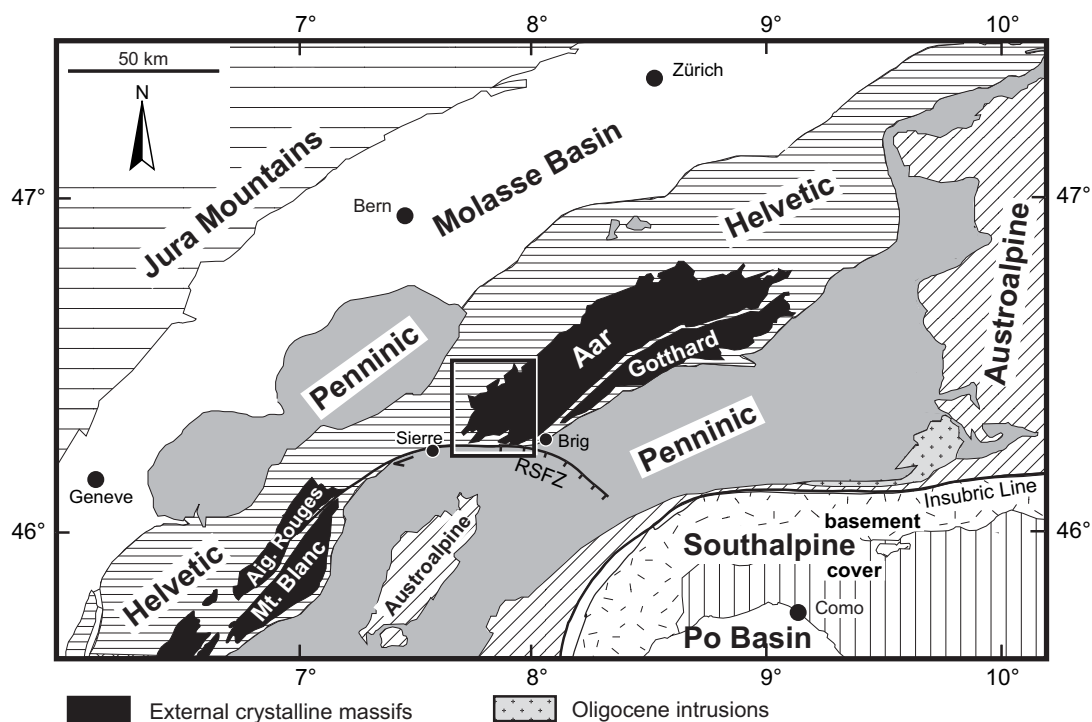 7°
8°
9°
10°
50 km
N
Zürich
Jura Mountains
Molasse Basin
47°
47°
Bern
Helvetic
Austroalpine
Aar
Gotthard
Penninic
Penninic
Sierre
Brig
RSFZ
Geneve
Insubric Line
46°
46°
Aig. Rouges
Mt. Blanc
Helvetic
Austroalpine
basement
Southalpine
cover
Como
Po Basin
7°
8°
9°
10°
External crystalline massifs
Oligocene intrusions